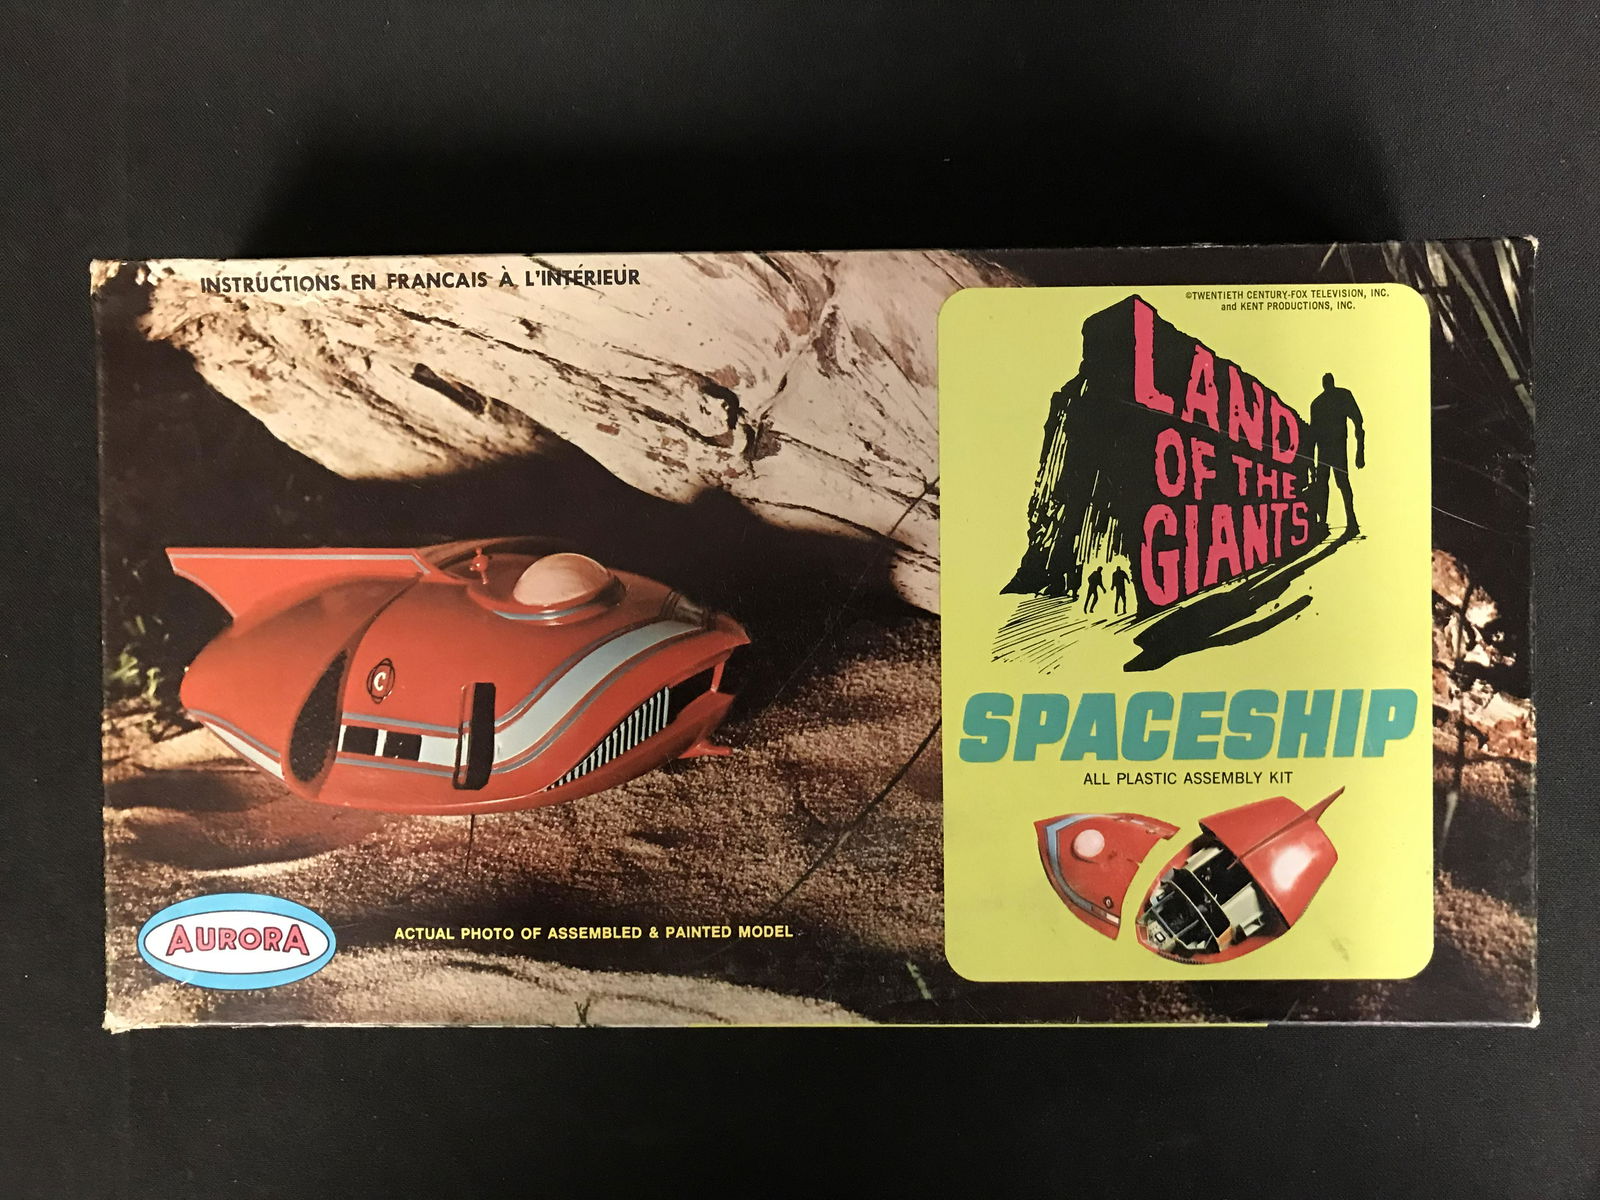 INSTRUCTIONS EN FRANCAIS À L'INTÉRIEUR
©TWENTIETH CENTURY-FOX TELEVISION, INC.
and KENT PRODUCTIONS, INC.
LAND
OF THE
GIANTS
SPACESHIP
ALL PLASTIC ASSEMBLY KIT
C
AURORA
ACTUAL PHOTO OF ASSEMBLED & PAINTED MODEL